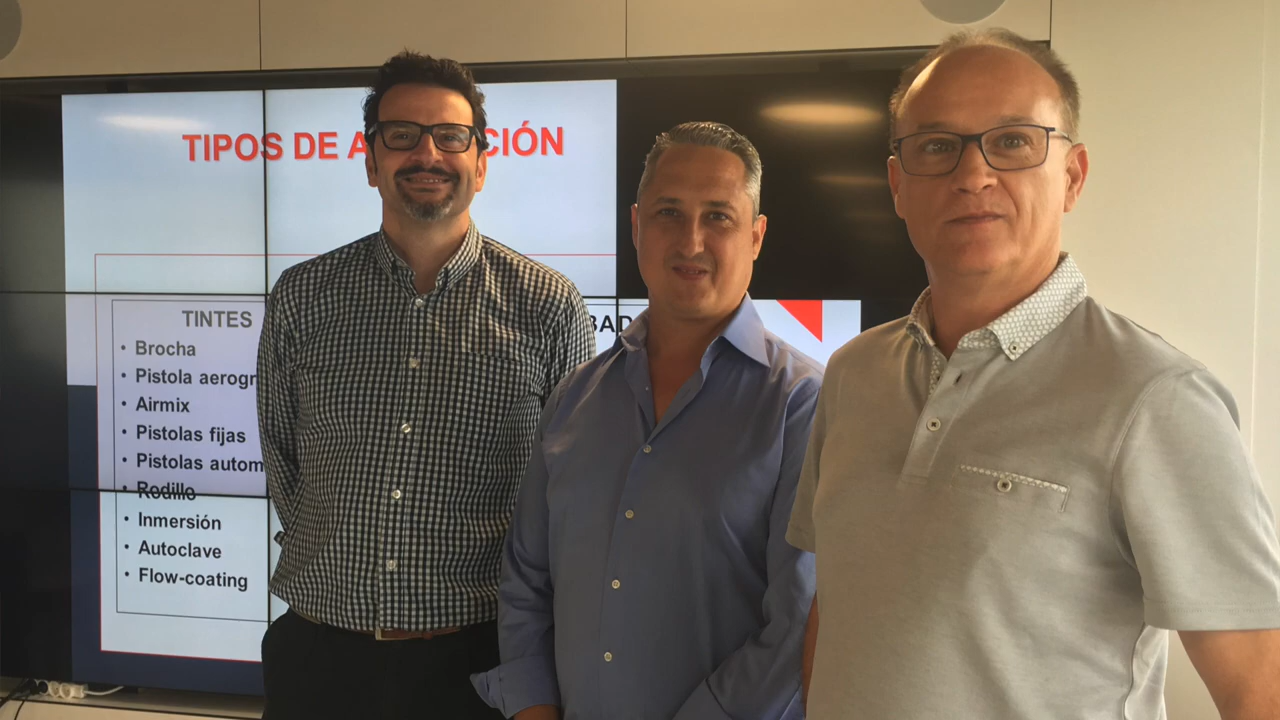 TIPOS DE A CIÓN
TINTES
BAD
• Brocha
• Pistola aerogr
• Airmix
• Pistolas fijas
• Pistolas autom
• Rodillo
• Inmersión
• Autoclave
• Flow-coating